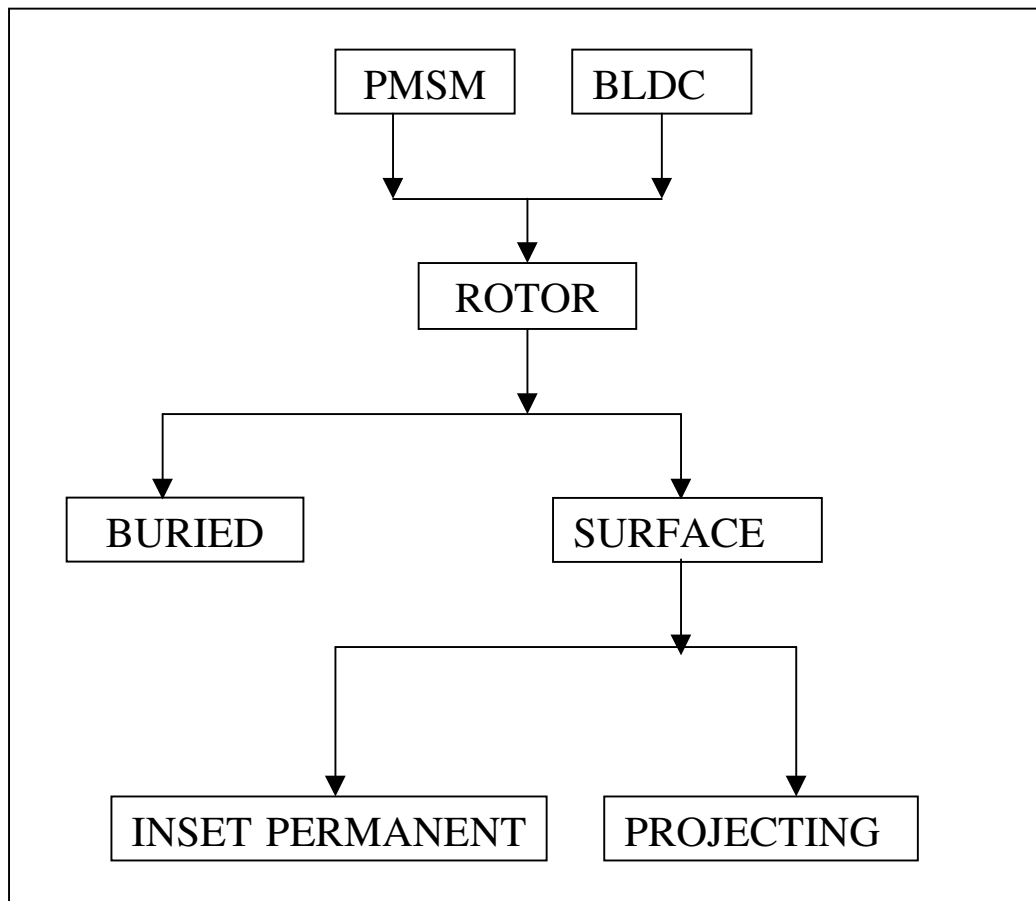 PMSM
BLDC
ROTOR
BURIED
SURFACE
INSET PERMANENT
PROJECTING